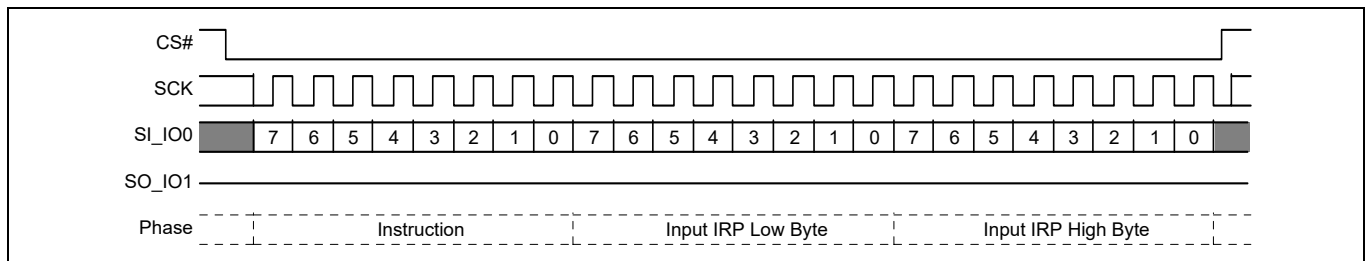 CS#
SCK
SI_IO0 7 6 5 4 3 2 1 0 7 6 5 4 3 2 1 0 7 6 5 4 3 2 1 0
SO_IO1
Phase Instruction Input IRP Low Byte Input IRP High Byte